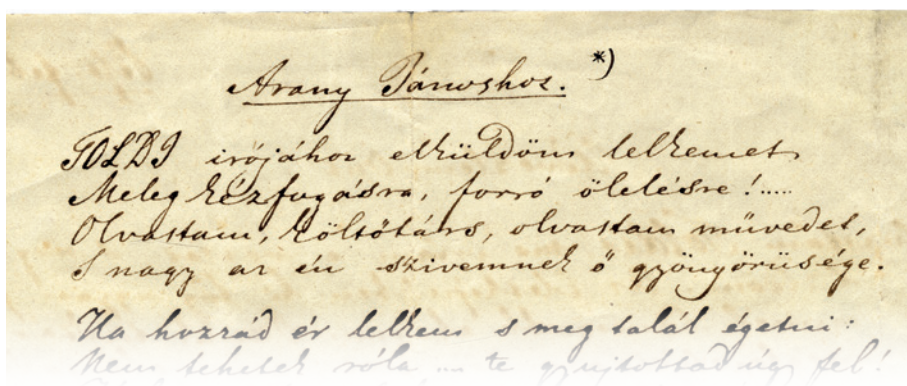 Arany Jánoshoz. *)
TOLDI irójához elküldöm lelkemet
Meleg kézfogásra, forró ölelésre!.....
Olvastam, költőtárs, olvastam müvedet,
S nagy az én szivemnek ő gyönyörüsége.
Ha hozzád ér lelkem s meg talál égetni:
Nem tehetek róla ... te gyujtottad úgy fel!